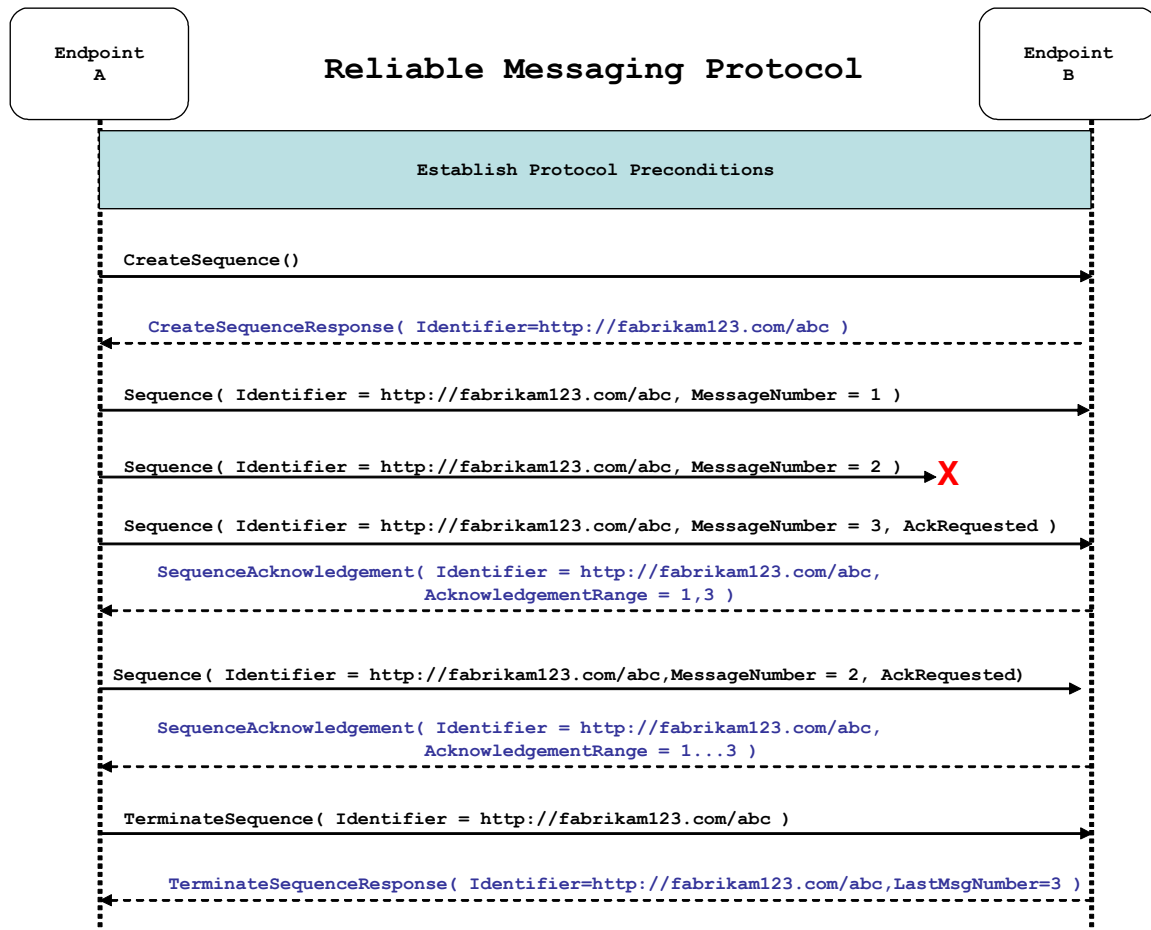 Endpoint
A
Reliable Messaging Protocol
Endpoint
B
Establish Protocol Preconditions
CreateSequence()
CreateSequenceResponse( Identifier=http://fabrikam123.com/abc )
Sequence( Identifier = http://fabrikam123.com/abc, MessageNumber = 1 )
Sequence( Identifier = http://fabrikam123.com/abc, MessageNumber = 2 )
X
Sequence( Identifier = http://fabrikam123.com/abc, MessageNumber = 3, AckRequested )
SequenceAcknowledgement( Identifier = http://fabrikam123.com/abc,
AcknowledgementRange = 1,3 )
Sequence( Identifier = http://fabrikam123.com/abc,MessageNumber = 2, AckRequested)
SequenceAcknowledgement( Identifier = http://fabrikam123.com/abc,
AcknowledgementRange = 1...3 )
TerminateSequence( Identifier = http://fabrikam123.com/abc )
TerminateSequenceResponse( Identifier=http://fabrikam123.com/abc,LastMsgNumber=3 )